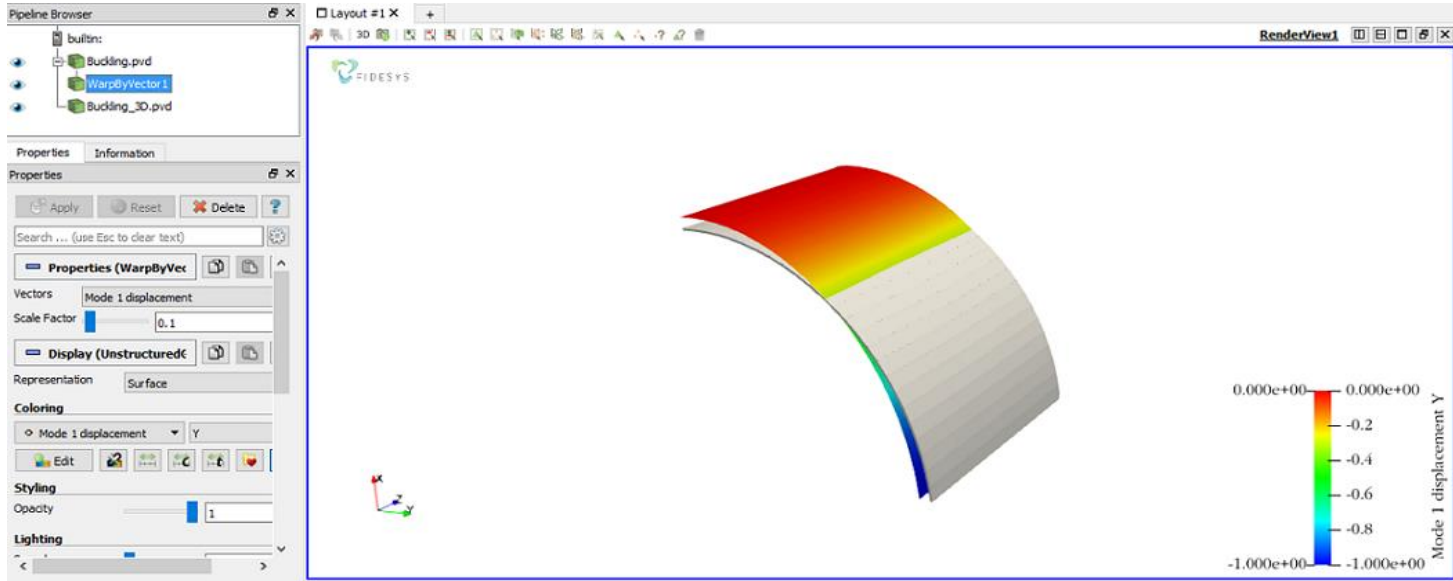 Pipeline Browser
builtin:
Buckling.pvd
WarpByVector1
Buckling_3D.pvd
Properties Information
Properties
Apply Reset Delete ?
Search ... (use Esc to clear text)
Properties (WarpByVec
Vectors Mode 1 displacement
Scale Factor 0.1
Display (Unstructured
Representation Surface
Coloring
Mode 1 displacement Y
Edit
Styling
Opacity 1
Lighting
Layout #1 +
3D
RenderView1
FIDESYS
X
Z
Y
0.000e+00 0.000e+00
-0.2
-0.4
-0.6
-0.8
-1.000e+00 -1.000e+00
Mode 1 displacement Y